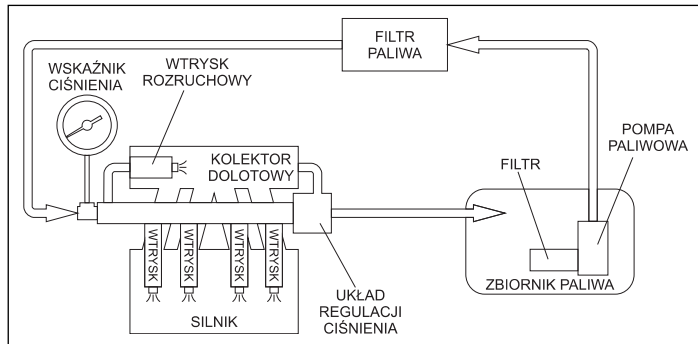 FILTR
PALIWA
WSKAŹNIK
CIŚNIENIA
WTRYSK
ROZRUCHOWY
KOLEKTOR
DOLOTOWY
POMPA
PALIWOWA
FILTR
WTRYSK
WTRYSK
WTRYSK
WTRYSK
SILNIK
UKŁAD
REGULACJI
CIŚNIENIA
ZBIORNIK PALIWA